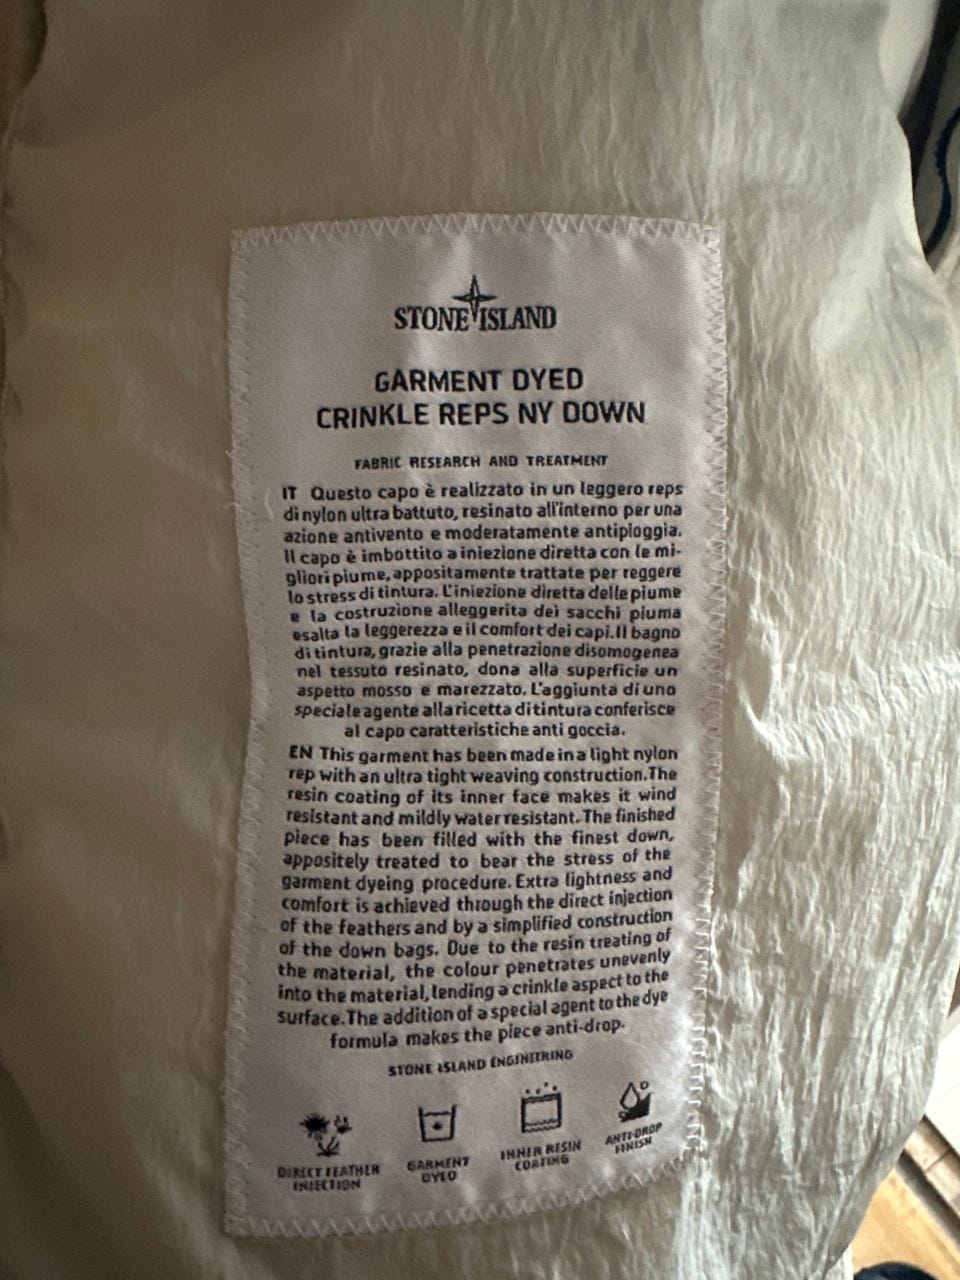 STONE ISLAND
GARMENT DYED
CRINKLE REPS NY DOWN
FABRIC RESEARCH AND TREATMENT
IT Questo capo è realizzato in un leggero reps
di nylon ultra battuto, resinato all'interno per una
azione antivento e moderatamente antipioggia.
Il capo è imbottito a iniezione diretta con le mi-
gliori piume, appositamente trattate per reggere
lo stress di tintura. L'iniezione diretta delle piume
e la costruzione alleggerita dei sacchi piuma
esalta la leggerezza e il comfort dei capi. Il bagno
di tintura, grazie alla penetrazione disomogenea
nel tessuto resinato, dona alla superficie un
aspetto mosso e marezzato. L'aggiunta di uno
speciale agente alla ricetta di tintura conferisce
al capo caratteristiche anti goccia.
EN This garment has been made in a light nylon
rep with an ultra tight weaving construction. The
resin coating of its inner face makes it wind
resistant and mildly water resistant. The finished
piece has been filled with the finest down,
appositely treated to bear the stress of the
garment dyeing procedure. Extra lightness and
comfort is achieved through the direct injection
of the feathers and by a simplified construction
of the down bags. Due to the resin treating of
the material, the colour penetrates unevenly
into the material, lending a crinkle aspect to the
surface. The addition of a special agent to the dye
formula makes the piece anti-drop.
STONE ISLAND ENGINEERING
DIRECT FEATHER
INJECTION
GARMENT
DYED
INNER RESIN
COATING
ANTI-DROP
FINISH